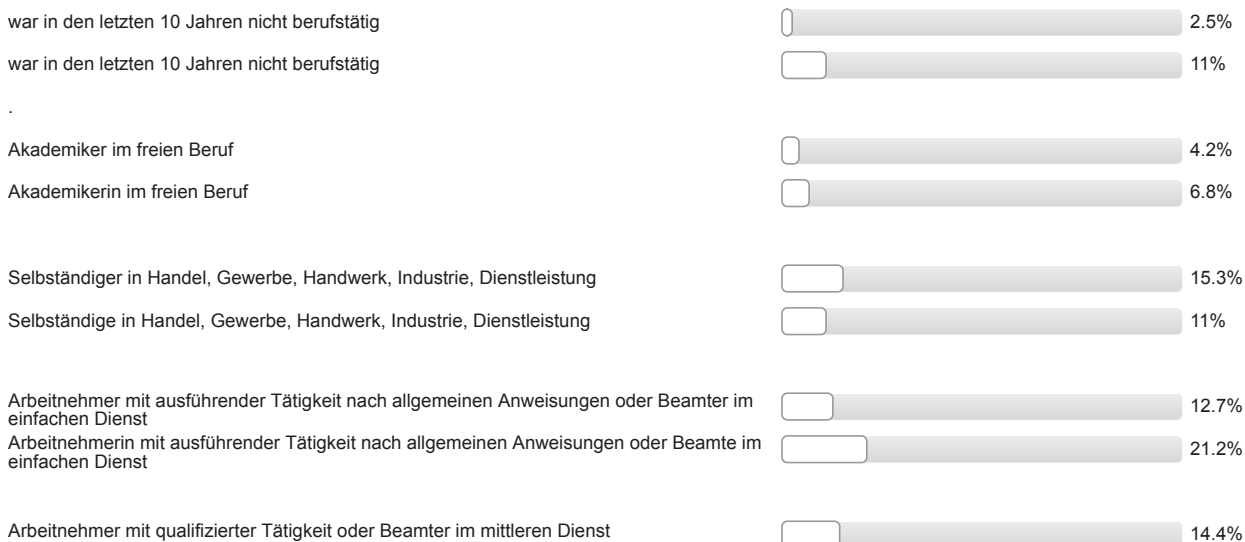 war in den letzten 10 Jahren nicht berufstätig 2.5%
war in den letzten 10 Jahren nicht berufstätig 11%
.
Akademiker im freien Beruf 4.2%
Akademikerin im freien Beruf 6.8%
Selbständiger in Handel, Gewerbe, Handwerk, Industrie, Dienstleistung 15.3%
Selbständige in Handel, Gewerbe, Handwerk, Industrie, Dienstleistung 11%
Arbeitnehmer mit ausführender Tätigkeit nach allgemeinen Anweisungen oder Beamter im
einfachen Dienst 12.7%
Arbeitnehmerin mit ausführender Tätigkeit nach allgemeinen Anweisungen oder Beamte im
einfachen Dienst 21.2%
Arbeitnehmer mit qualifizierter Tätigkeit oder Beamter im mittleren Dienst 14.4%